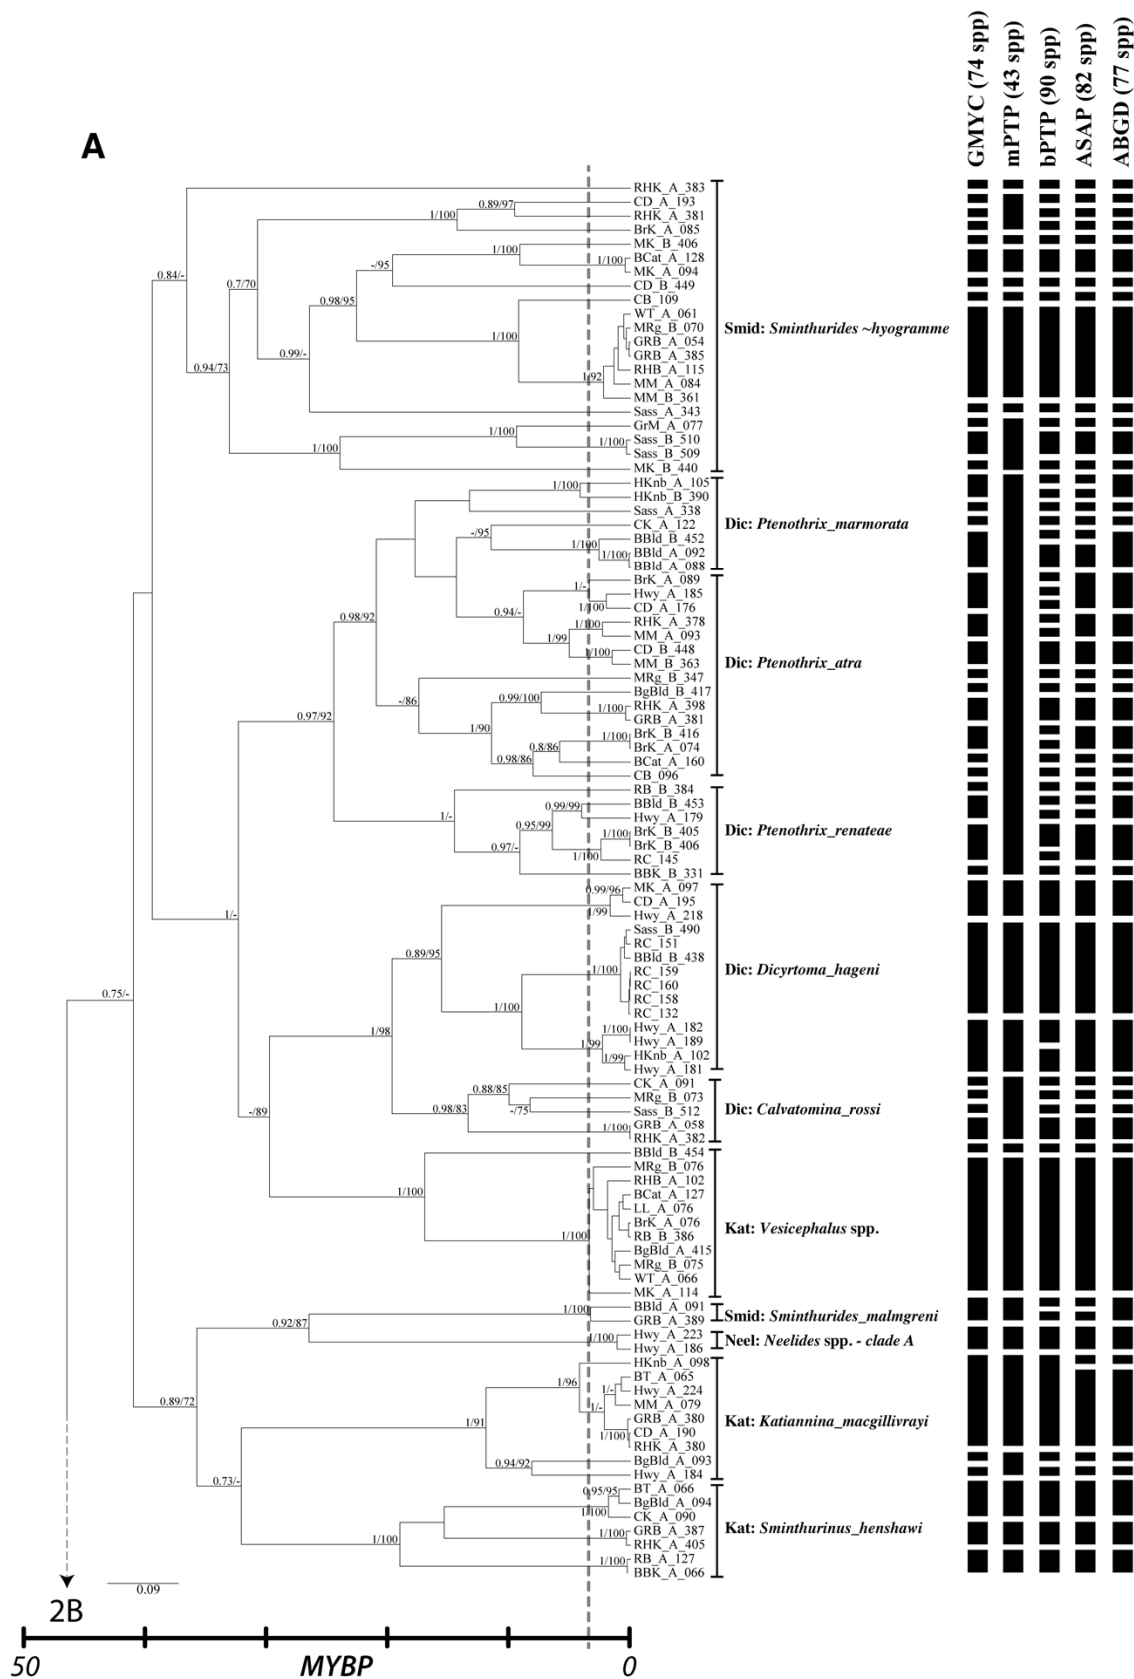 GMYC (74 spp)
mPTP (43 spp)
bPTP (90 spp)
ASAP (82 spp)
ABGD (77 spp)
A
RHK_A_383
CD_A_193
0.89/97
RHK_A_381
1/100
BrK_A_085
MK_B_406
1/100
BCat_A_128
1/100
MK_A_094
-/95
0.84/-
CD_B_449
0.7/70
CB_109
0.98/95
WT_A_061
MRg_B_070
Smid: Sminthurides ~hyogramme
GRB_A_054
1/100
GRB_A_385
0.99/-
RHB_A_115
0.94/73
1/92
MM_A_084
MM_B_361
Sass_A_343
GrM_A_077
1/100
Sass_B_510
1/100
Sass_B_509
1/100
MK_B_440
HKnb_A_105
1/100
HKnb_B_390
Sass_A_338
CK_A_122
Dic: Ptenothrix_marmorata
-/95
BBld_B_452
1/100
BBld_A_092
1/100
BBld_A_088
BrK_A_089
1/-
Hwy_A_185
CD_A_176
1/100
0.94/-
0.98/92
RHK_A_378
1/100
MM_A_093
1/99
CD_B_448
1/100
MM_B_363
Dic: Ptenothrix_atra
MRg_B_347
BgBld_B_417
0.99/100
-/86
RHK_A_398
1/100
0.97/92
GRB_A_381
1/90
BrK_B_416
1/100
BrK_A_074
0.8/86
BCat_A_160
0.98/86
CB_096
RB_B_384
BBld_B_453
0.99/99
Hwy_A_179
1/-
0.95/99
BrK_B_405
1/100
Dic: Ptenothrix_renateae
BrK_B_406
0.97/-
RC_145
1/100
BBK_B_331
MK_A_097
0.99/96
CD_A_195
1/99
Hwy_A_218
1/-
Sass_B_490
RC_151
0.89/95
BBld_B_438
RC_159
1/100
Dic: Dicyrtoma_hageni
RC_160
RC_158
0.75/-
1/100
RC_132
Hwy_A_182
1/100
1/98
Hwy_A_189
1/99
HKnb_A_102
1/99
Hwy_A_181
CK_A_091
0.88/85
MRg_B_073
0.98/83
-/75
Sass_B_512
Dic: Calvatomina_rossi
-/89
GRB_A_058
1/100
RHK_A_382
BBld_B_454
MRg_B_076
RHB_A_102
1/100
BCat_A_127
LL_A_076
BrK_A_076
Kat: Vesicephalus spp.
1/100
RB_B_386
BgBld_A_415
MRg_B_075
WT_A_066
MK_A_114
BBld_A_091
1/100
Smid: Sminthurides_malmgreni
GRB_A_389
0.92/87
Hwy_A_223
1/100
Neel: Neelides spp. - clade A
Hwy_A_186
HKnb_A_098
BT_A_065
1/96
Hwy_A_224
1/-
0.89/72
MM_A_079
1/-
GRB_A_380
1/91
Kat: Katiannina_macgillivrayi
CD_A_190
1/100
RHK_A_380
BgBld_A_093
0.94/92
Hwy_A_184
0.73/-
BT_A_066
0.95/95
BgBld_A_094
1/100
CK_A_090
GRB_A_387
1/100
Kat: Sminthurinus_henshawi
RHK_A_405
1/100
RB_A_127
1/100
BBK_A_066
0.09
2B
50
MYBP
0